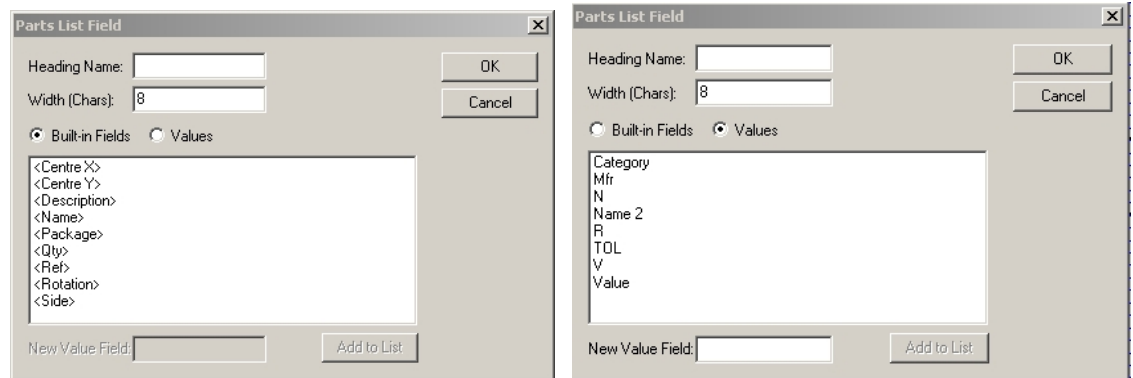 Parts List Field
Heading Name:
OK
Width (Chars): 8
Cancel
Built-in Fields Values
<Centre X>
<Centre Y>
<Description>
<Name>
<Package>
<Qty>
<Ref>
<Rotation>
<Side>
New Value Field: Add to List
Parts List Field
Heading Name:
OK
Width (Chars): 8
Cancel
Built-in Fields Values
Category
Mfr
N
Name 2
R
TOL
V
Value
New Value Field: Add to List